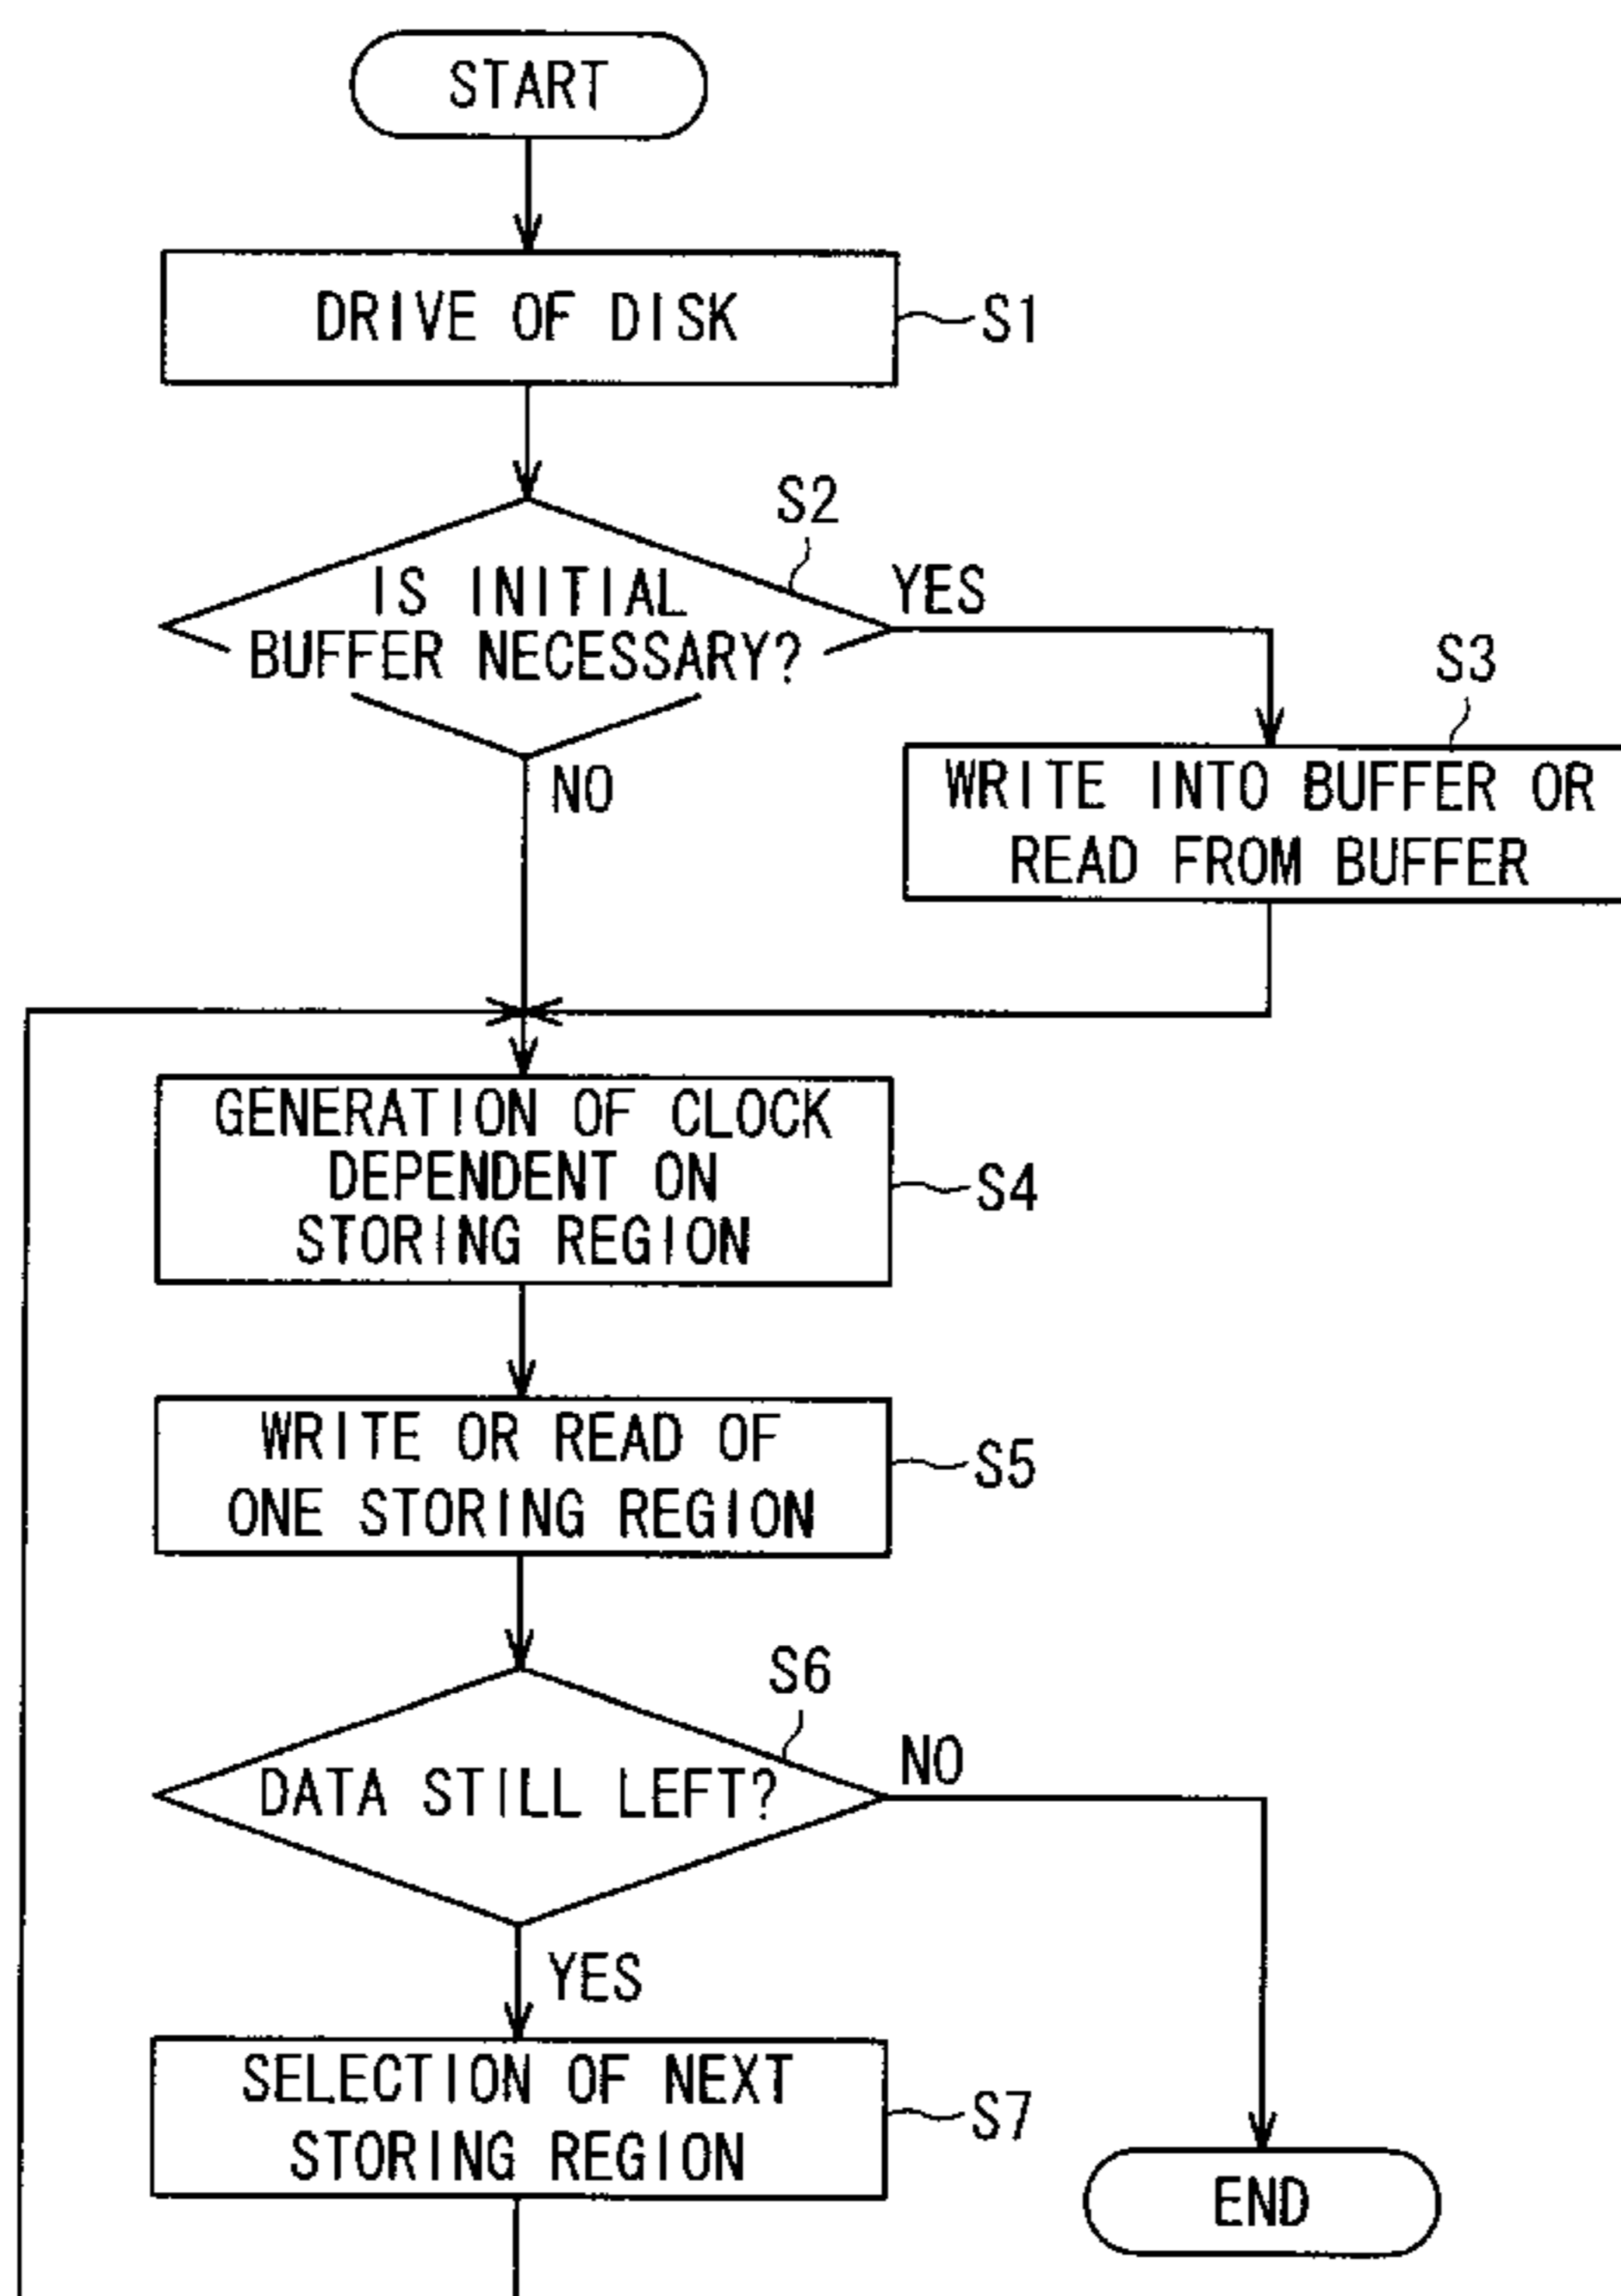 START
DRIVE OF DISK
S1
S2
IS INITIAL
BUFFER NECESSARY?
YES
NO
S3
WRITE INTO BUFFER OR
READ FROM BUFFER
GENERATION OF CLOCK
DEPENDENT ON
STORING REGION
S4
WRITE OR READ OF
ONE STORING REGION
S5
S6
DATA STILL LEFT?
NO
YES
SELECTION OF NEXT
STORING REGION
S7
END